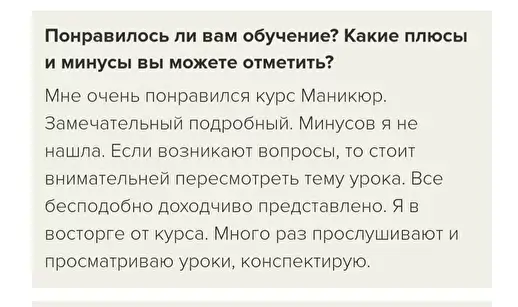 Понравилось ли вам обучение? Какие плюсы
и минусы вы можете отметить?
Мне очень понравился курс Маникюр.
Замечательный подробный. Минусов я не
нашла. Если возникают вопросы, то стоит
внимательней пересмотреть тему урока. Все
бесподобно доходчиво представлено. Я в
восторге от курса. Много раз прослушивают и
просматриваю уроки, конспектирую.